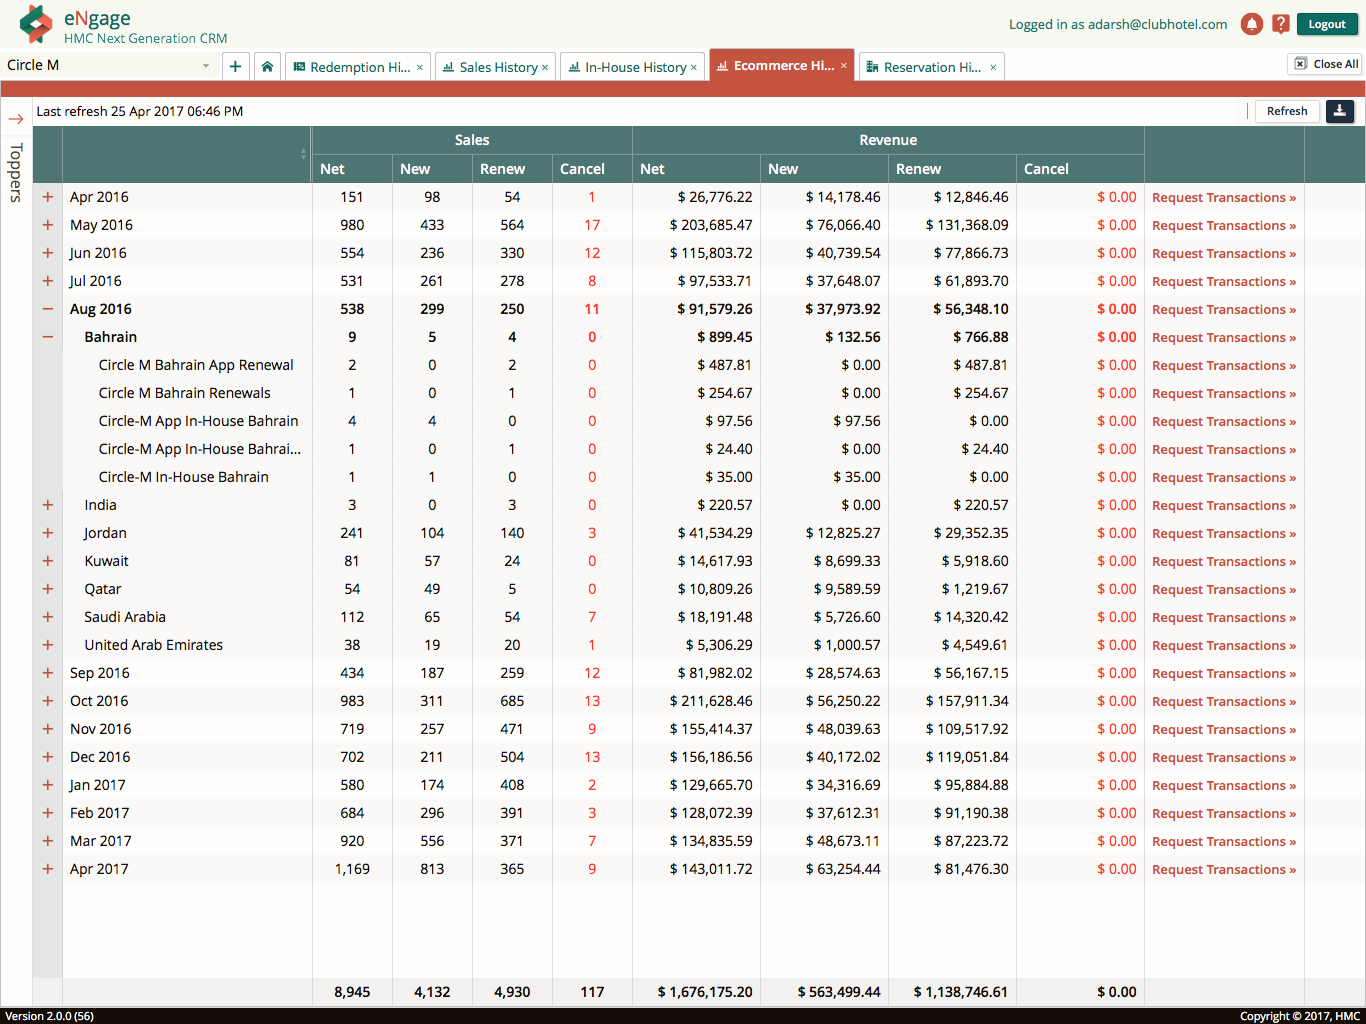 eNgage
HMC Next Generation CRM
Logged in as adarsh@clubhotel.com ? Logout
Circle M + Redemption Hi... × Sales History × In-House History × Ecommerce Hi... × Reservation Hi... × Close All
Last refresh 25 Apr 2017 06:46 PM Refresh
Toppers
Sales Revenue
Net New Renew Cancel Net New Renew Cancel
+ Apr 2016 151 98 54 1 $ 26,776.22 $ 14,178.46 $ 12,846.46 $ 0.00 Request Transactions »
+ May 2016 980 433 564 17 $ 203,685.47 $ 76,066.40 $ 131,368.09 $ 0.00 Request Transactions »
+ Jun 2016 554 236 330 12 $ 115,803.72 $ 40,739.54 $ 77,866.73 $ 0.00 Request Transactions »
+ Jul 2016 531 261 278 8 $ 97,533.71 $ 37,648.07 $ 61,893.70 $ 0.00 Request Transactions »
− Aug 2016 538 299 250 11 $ 91,579.26 $ 37,973.92 $ 56,348.10 $ 0.00 Request Transactions »
− Bahrain 9 5 4 0 $ 899.45 $ 132.56 $ 766.88 $ 0.00 Request Transactions »
Circle M Bahrain App Renewal 2 0 2 0 $ 487.81 $ 0.00 $ 487.81 $ 0.00 Request Transactions »
Circle M Bahrain Renewals 1 0 1 0 $ 254.67 $ 0.00 $ 254.67 $ 0.00 Request Transactions »
Circle-M App In-House Bahrain 4 4 0 0 $ 97.56 $ 97.56 $ 0.00 $ 0.00 Request Transactions »
Circle-M App In-House Bahrai... 1 0 1 0 $ 24.40 $ 0.00 $ 24.40 $ 0.00 Request Transactions »
Circle-M In-House Bahrain 1 1 0 0 $ 35.00 $ 35.00 $ 0.00 $ 0.00 Request Transactions »
+ India 3 0 3 0 $ 220.57 $ 0.00 $ 220.57 $ 0.00 Request Transactions »
+ Jordan 241 104 140 3 $ 41,534.29 $ 12,825.27 $ 29,352.35 $ 0.00 Request Transactions »
+ Kuwait 81 57 24 0 $ 14,617.93 $ 8,699.33 $ 5,918.60 $ 0.00 Request Transactions »
+ Qatar 54 49 5 0 $ 10,809.26 $ 9,589.59 $ 1,219.67 $ 0.00 Request Transactions »
+ Saudi Arabia 112 65 54 7 $ 18,191.48 $ 5,726.60 $ 14,320.42 $ 0.00 Request Transactions »
+ United Arab Emirates 38 19 20 1 $ 5,306.29 $ 1,000.57 $ 4,549.61 $ 0.00 Request Transactions »
+ Sep 2016 434 187 259 12 $ 81,982.02 $ 28,574.63 $ 56,167.15 $ 0.00 Request Transactions »
+ Oct 2016 983 311 685 13 $ 211,628.46 $ 56,250.22 $ 157,911.34 $ 0.00 Request Transactions »
+ Nov 2016 719 257 471 9 $ 155,414.37 $ 48,039.63 $ 109,517.92 $ 0.00 Request Transactions »
+ Dec 2016 702 211 504 13 $ 156,186.56 $ 40,172.02 $ 119,051.84 $ 0.00 Request Transactions »
+ Jan 2017 580 174 408 2 $ 129,665.70 $ 34,316.69 $ 95,884.88 $ 0.00 Request Transactions »
+ Feb 2017 684 296 391 3 $ 128,072.39 $ 37,612.31 $ 91,190.38 $ 0.00 Request Transactions »
+ Mar 2017 920 556 371 7 $ 134,835.59 $ 48,673.11 $ 87,223.72 $ 0.00 Request Transactions »
+ Apr 2017 1,169 813 365 9 $ 143,011.72 $ 63,254.44 $ 81,476.30 $ 0.00 Request Transactions »
8,945 4,132 4,930 117 $ 1,676,175.20 $ 563,499.44 $ 1,138,746.61 $ 0.00
Version 2.0.0 (56) Copyright © 2017, HMC